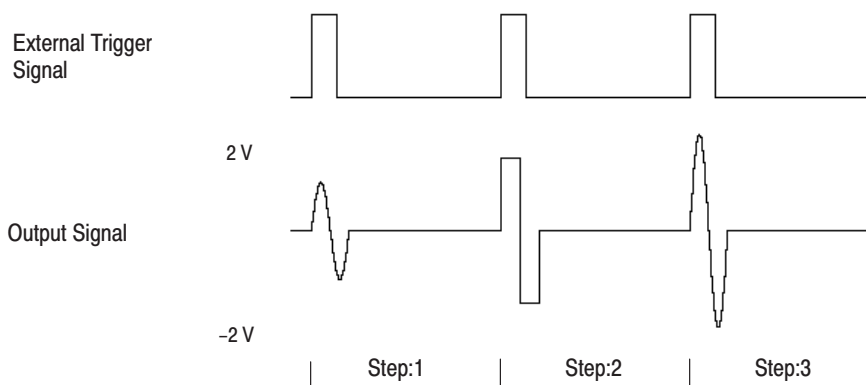 External Trigger
Signal
2 V
Output Signal
–2 V
Step:1
Step:2
Step:3